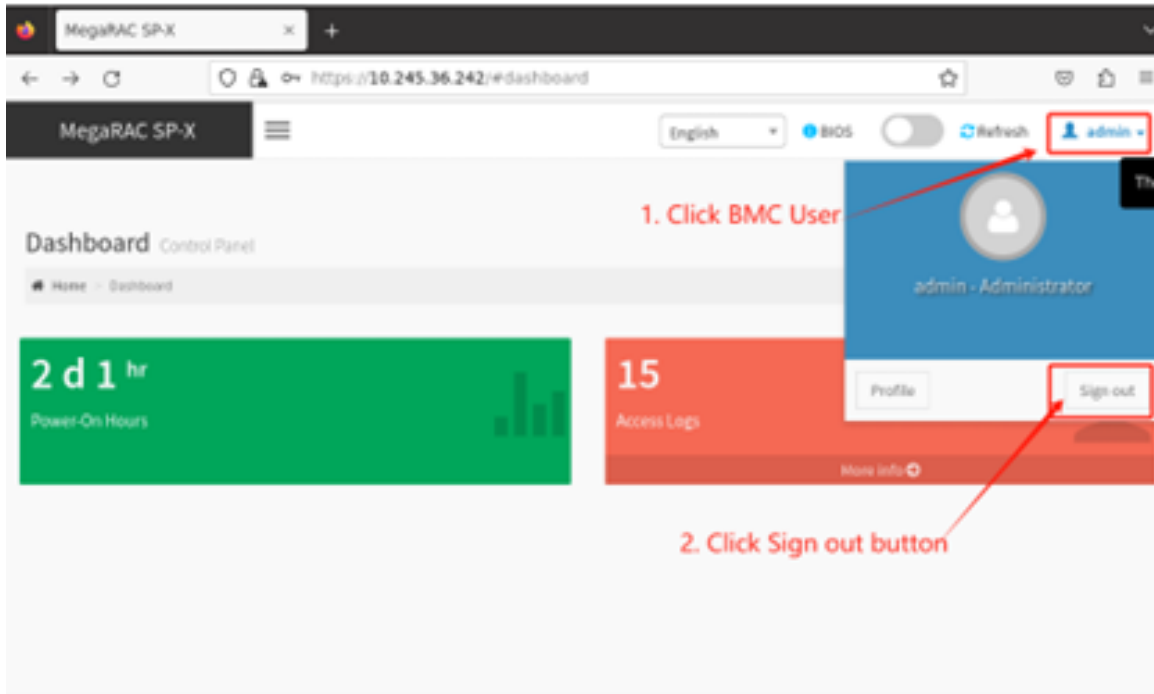 MegaRAC SP-X
https://10.245.36.242/#dashboard
MegaRAC SP-X
English
BIOS
Refresh
admin
Th
1. Click BMC User
Dashboard Control Panel
admin - Administrator
Home - Dashboard
2 d 1 hr
Power-On Hours
15
Access Logs
Profile
Sign out
More info
2. Click Sign out button